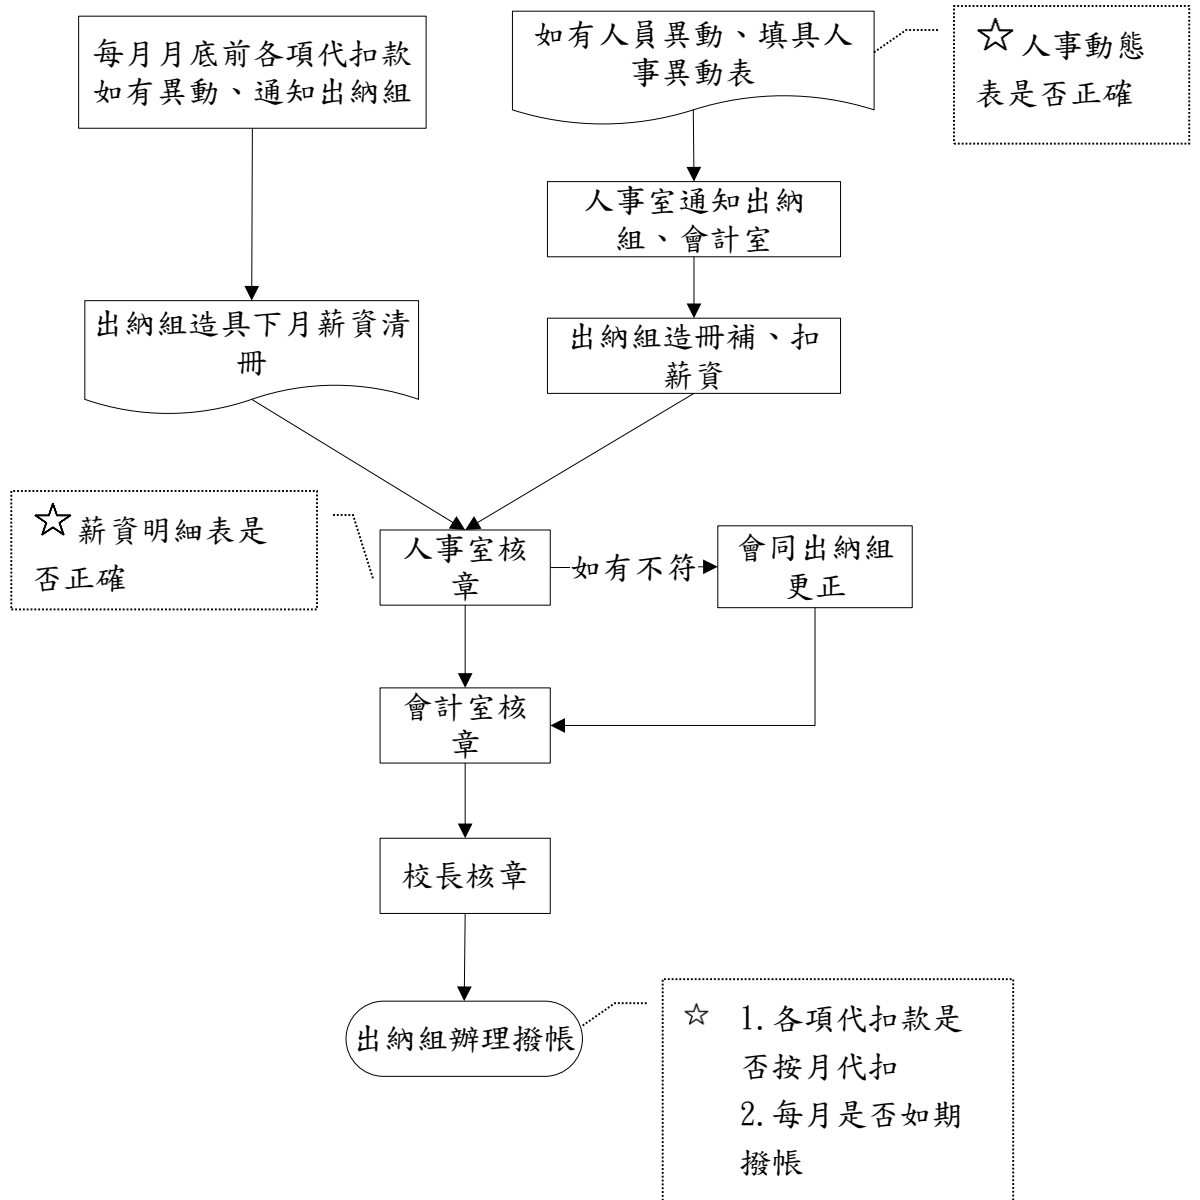 每月月底前各項代扣款
如有異動、通知出納組
如有人員異動、填具人
事異動表
☆人事動態
表是否正確
人事室通知出納
組、會計室
出納組造具下月薪資清
冊
出納組造冊補、扣
薪資
☆薪資明細表是
否正確
人事室核
章
如有不符
會同出納組
更正
會計室核
章
校長核章
出納組辦理撥帳
☆ 1.各項代扣款是
否按月代扣
2.每月是否如期
撥帳